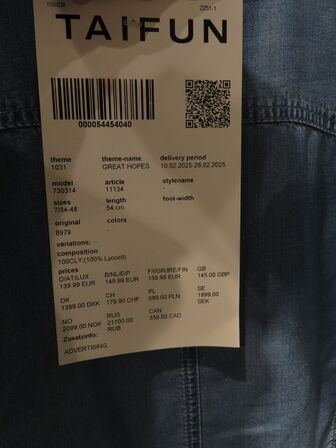 2251-1
TAIFUN
000054454040
theme theme-name delivery period
1031 GREAT HOPES 10.02.2025-28.02.2025
model article stylename
730314 11134 -
sizes length foot-width
7/34-48 54 cm
original colors
8979 -
variations: -
composition
100CLY;(100% Lyocell)
prices
D/AT/LUX B/NL/E/P F/I/GR/IRE/FIN GB
139.99 EUR 149.99 EUR 159.99 EUR 145.00 GBP
DK CH PL SE
1399.00 DKK 179.90 CHF 689.00 PLN 1899.00 SEK
NO RUS CAN
2099.00 NOK 21100.00 RUB 359.00 CAD
Zusatzinfo:
ADVERTISING